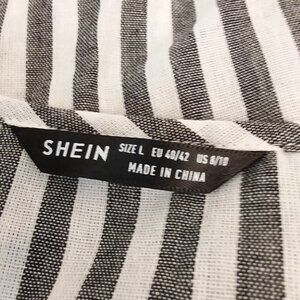 SHEIN SIZE L EU 40/42 US 8/10
MADE IN CHINA